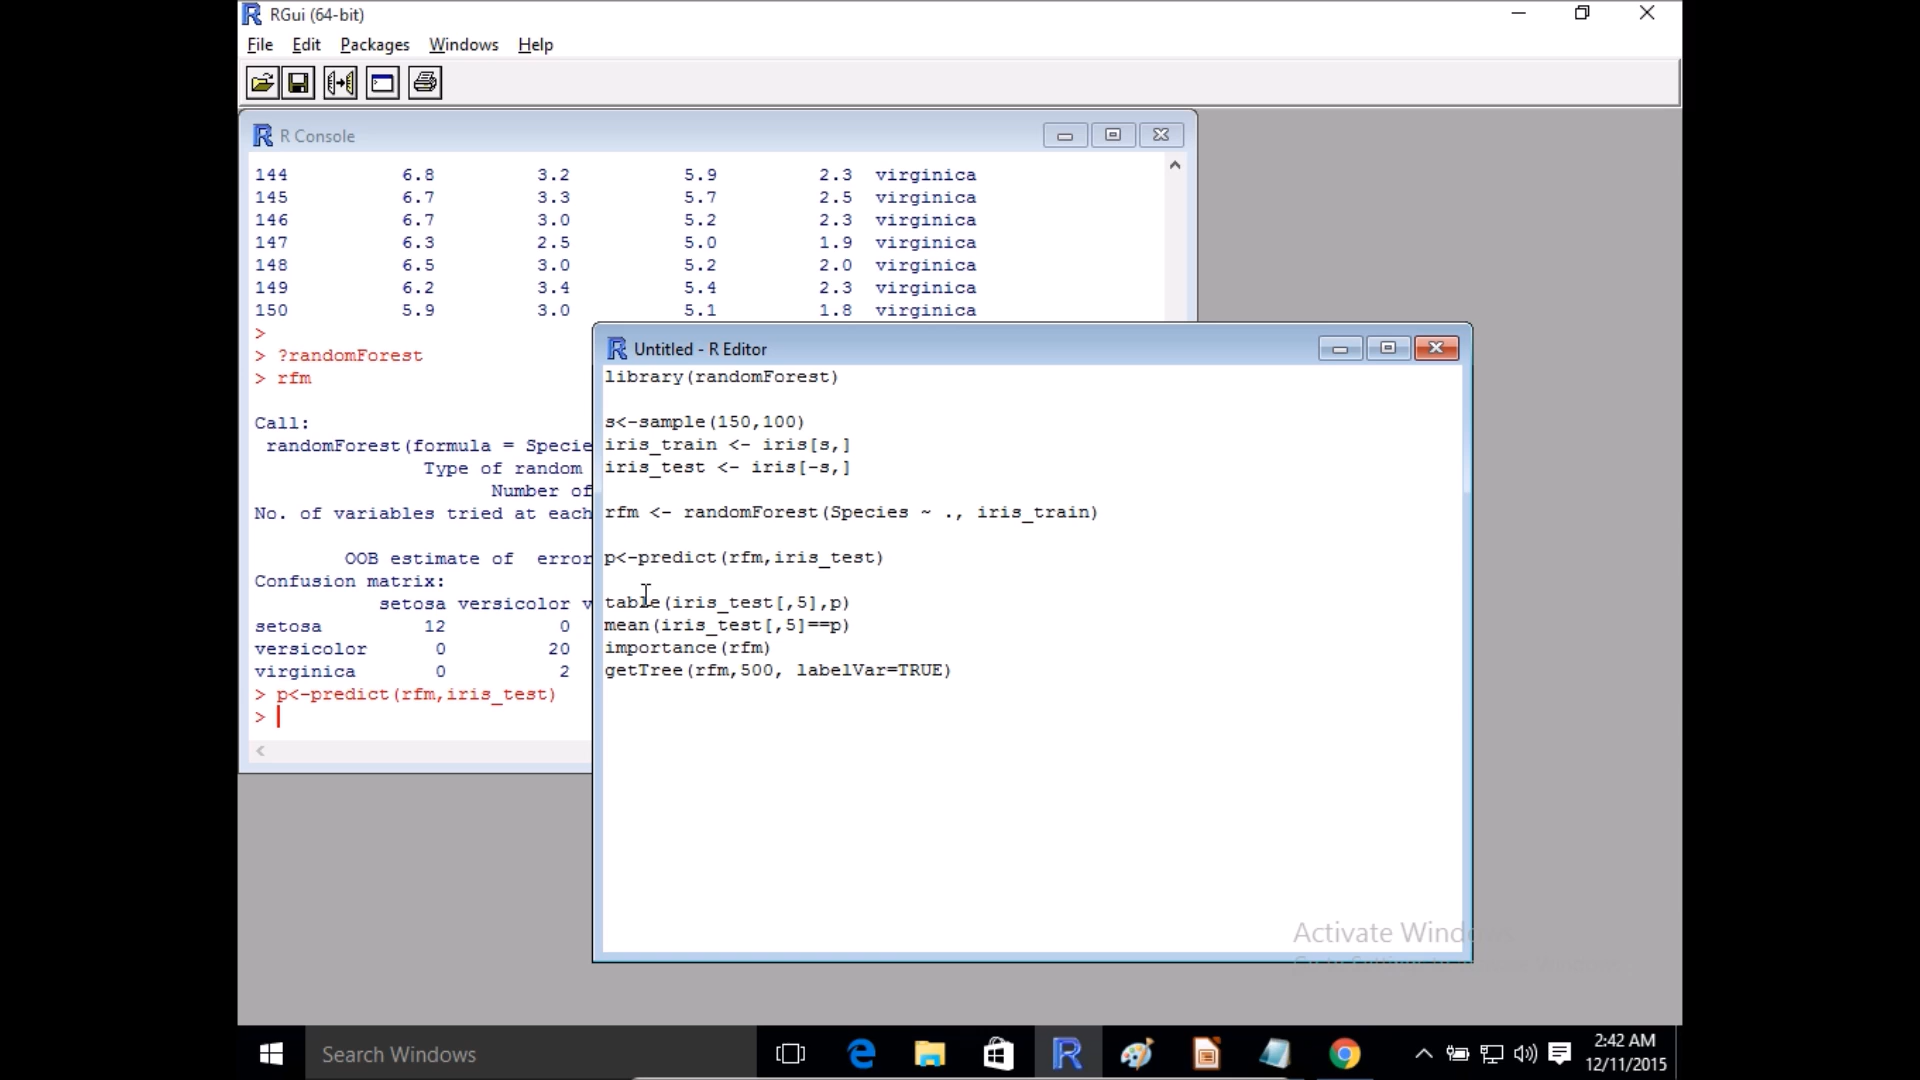 RGui (64-bit)
File Edit Packages Windows Help
R Console
144 6.8 3.2 5.9 2.3 virginica
145 6.7 3.3 5.7 2.5 virginica
146 6.7 3.0 5.2 2.3 virginica
147 6.3 2.5 5.0 1.9 virginica
148 6.5 3.0 5.2 2.0 virginica
149 6.2 3.4 5.4 2.3 virginica
150 5.9 3.0 5.1 1.8 virginica
>
> ?randomForest
> rfm
Call:
randomForest(formula = Specie
Type of random
Number of
No. of variables tried at each
OOB estimate of error
Confusion matrix:
setosa versicolor v
setosa 12 0
versicolor 0 20
virginica 0 2
> p<-predict(rfm,iris_test)
>
Untitled - R Editor
library(randomForest)
s<-sample(150,100)
iris_train <- iris[s,]
iris_test <- iris[-s,]
rfm <- randomForest(Species ~ ., iris_train)
p<-predict(rfm,iris_test)
table(iris_test[,5],p)
mean(iris_test[,5]==p)
importance(rfm)
getTree(rfm,500, labelVar=TRUE)
Activate Windows
Search Windows
2:42 AM
12/11/2015